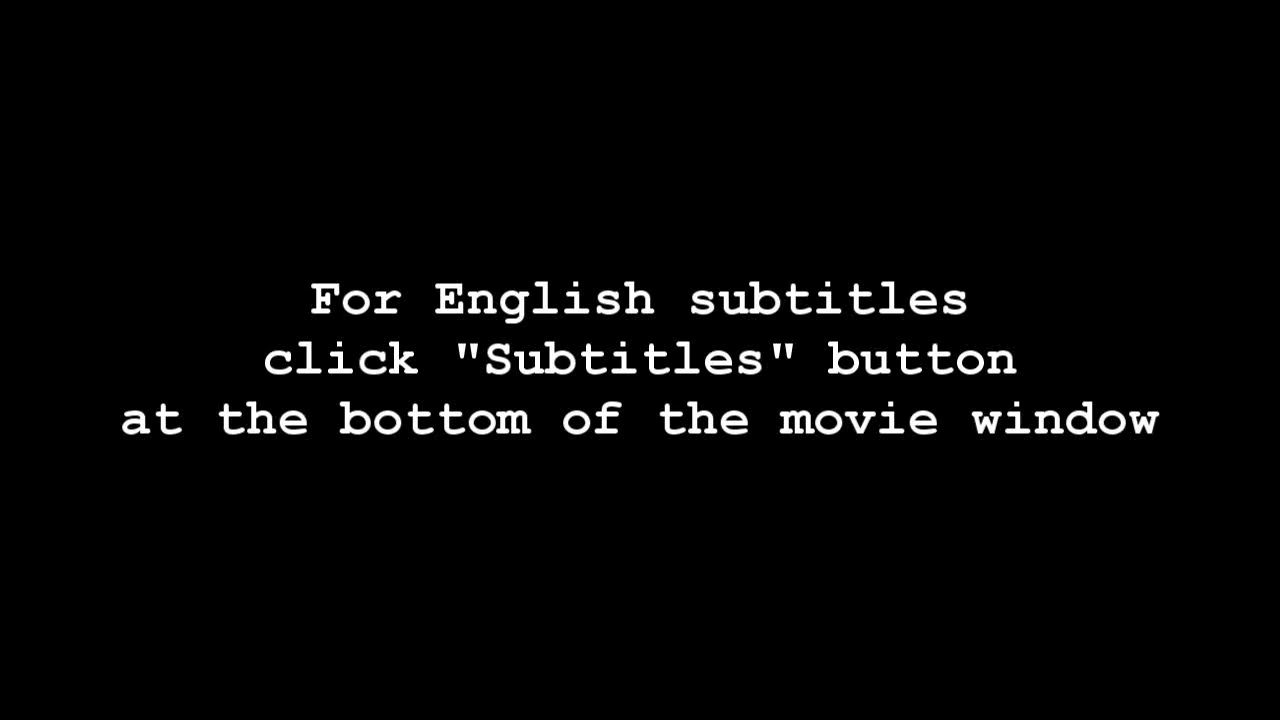 For English subtitles
click "Subtitles" button
at the bottom of the movie window